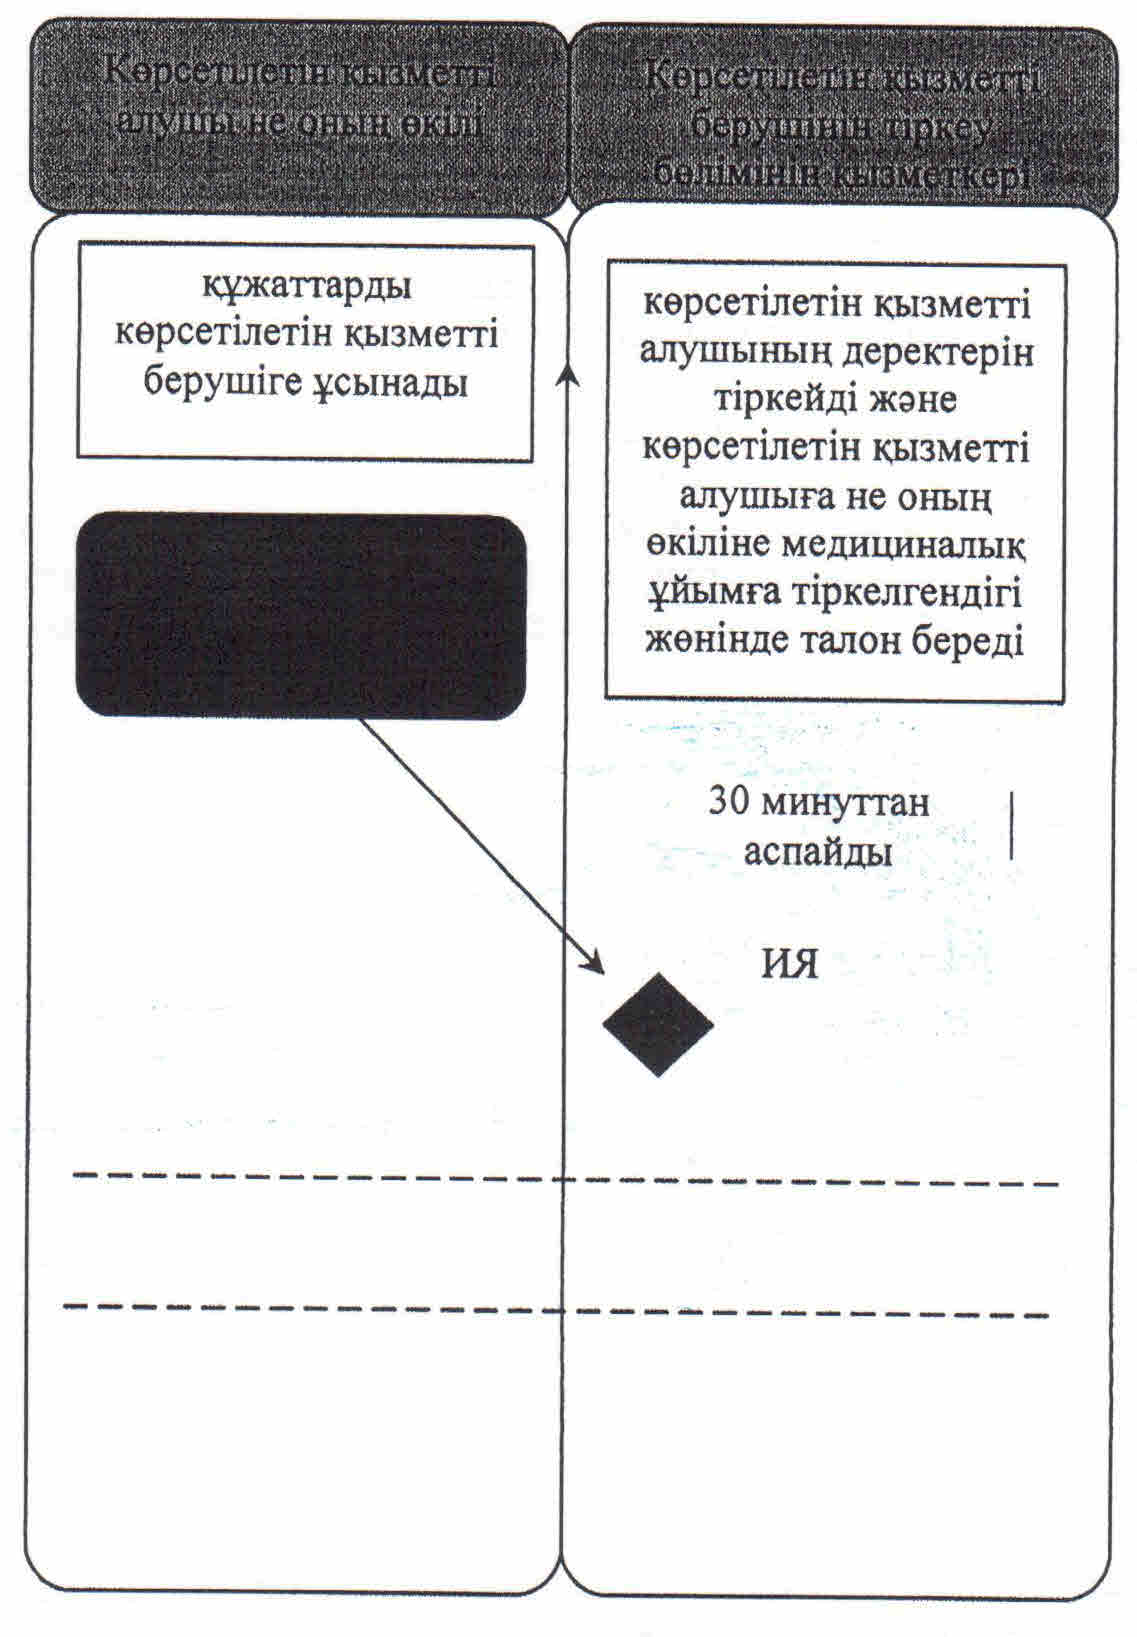 Көрсетілетін қызметті
алушы не оның өкілі
Көрсетілетін қызметті
берушінің тіркеу
бөлімінің қызметкері
құжаттарды
көрсетілетін қызметті
берушіге ұсынады
көрсетілетін қызметті
алушының деректерін
тіркейді және
көрсетілетін қызметті
алушыға не оның
өкіліне медициналық
ұйымға тіркелгендігі
жөнінде талон береді
30 минуттан
аспайды
ИЯ